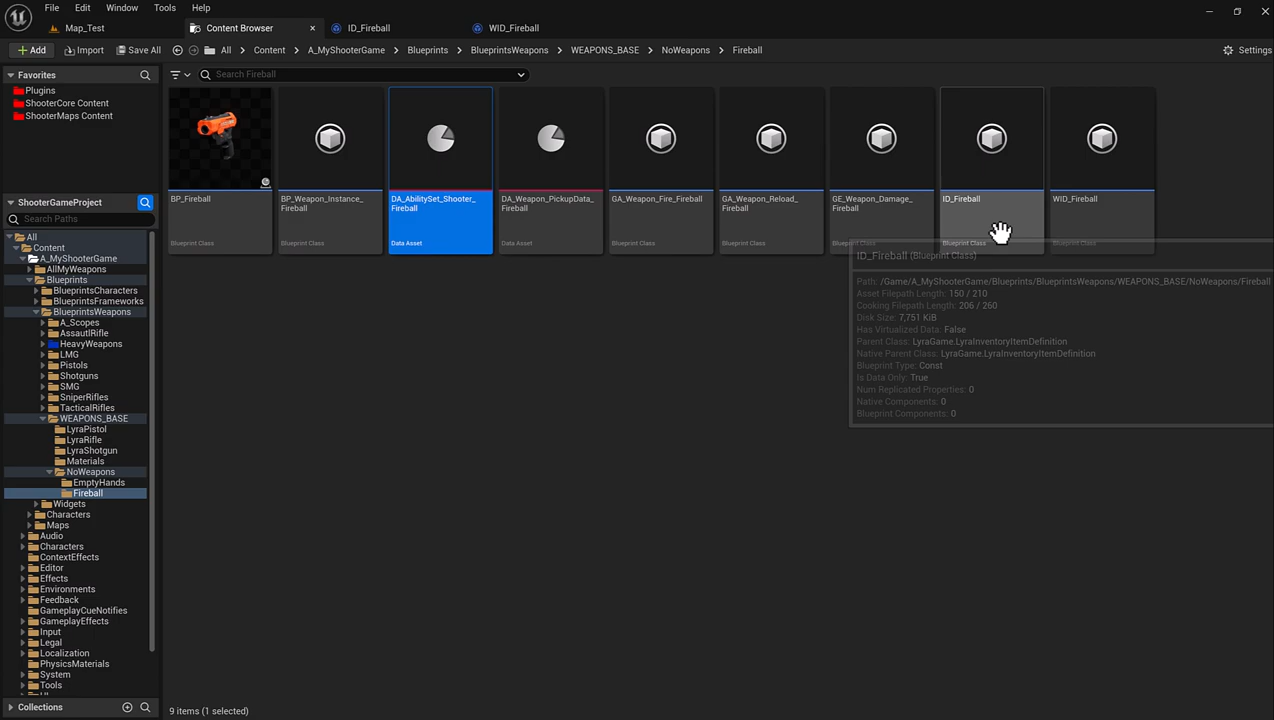 File Edit Window Tools Help
Map_Test Content Browser ID_Fireball WID_Fireball
Add Import Save All All Content A_MyShooterGame Blueprints BlueprintsWeapons WEAPONS_BASE NoWeapons Fireball Settings
Favorites
Plugins
ShooterCore Content
ShooterMaps Content
ShooterGameProject
Search Paths
All
Content
A_MyShooterGame
AllMyWeapons
Blueprints
BlueprintsCharacters
BlueprintsFrameworks
BlueprintsWeapons
A_Scopes
AssautlRifle
HeavyWeapons
LMG
Pistols
Shotguns
SMG
SniperRifles
TacticalRifles
WEAPONS_BASE
LyraPistol
LyraRifle
LyraShotgun
Materials
NoWeapons
EmptyHands
Fireball
Widgets
Characters
Maps
Audio
Characters
ContextEffects
Editor
Effects
Environments
Feedback
GameplayCueNotifies
GameplayEffects
Input
Legal
Localization
PhysicsMaterials
System
Tools
Collections
Search Fireball
BP_Fireball
Blueprint Class
BP_Weapon_Instance_
Fireball
Blueprint Class
DA_AbilitySet_Shooter_
Fireball
Data Asset
DA_Weapon_PickupData_
Fireball
Data Asset
GA_Weapon_Fire_Fireball
Blueprint Class
GA_Weapon_Reload_
Fireball
Blueprint Class
GE_Weapon_Damage_
Fireball
Blueprint Class
ID_Fireball
Blueprint Class
WID_Fireball
Blueprint Class
ID_Fireball (Blueprint Class)
Path: /Game/A_MyShooterGame/Blueprints/BlueprintsWeapons/WEAPONS_BASE/NoWeapons/Fireball
Asset Filepath Length: 150 / 210
Cooking Filepath Length: 206 / 260
Disk Size: 7,751 KiB
Has Virtualized Data: False
Parent Class: LyraGame.LyraInventoryItemDefinition
Native Parent Class: LyraGame.LyraInventoryItemDefinition
Blueprint Type: Const
Is Data Only: True
Num Replicated Properties: 0
Native Components: 0
Blueprint Components: 0
9 items (1 selected)